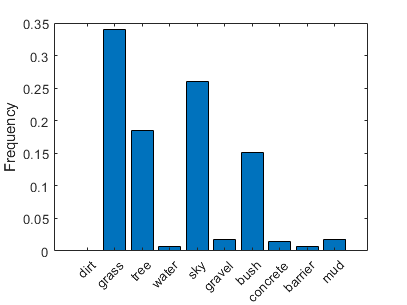 0.35
0.3
0.25
0.2
0.15
0.1
0.05
0
Frequency
dirt
grass
tree
water
sky
gravel
bush
concrete
barrier
mud